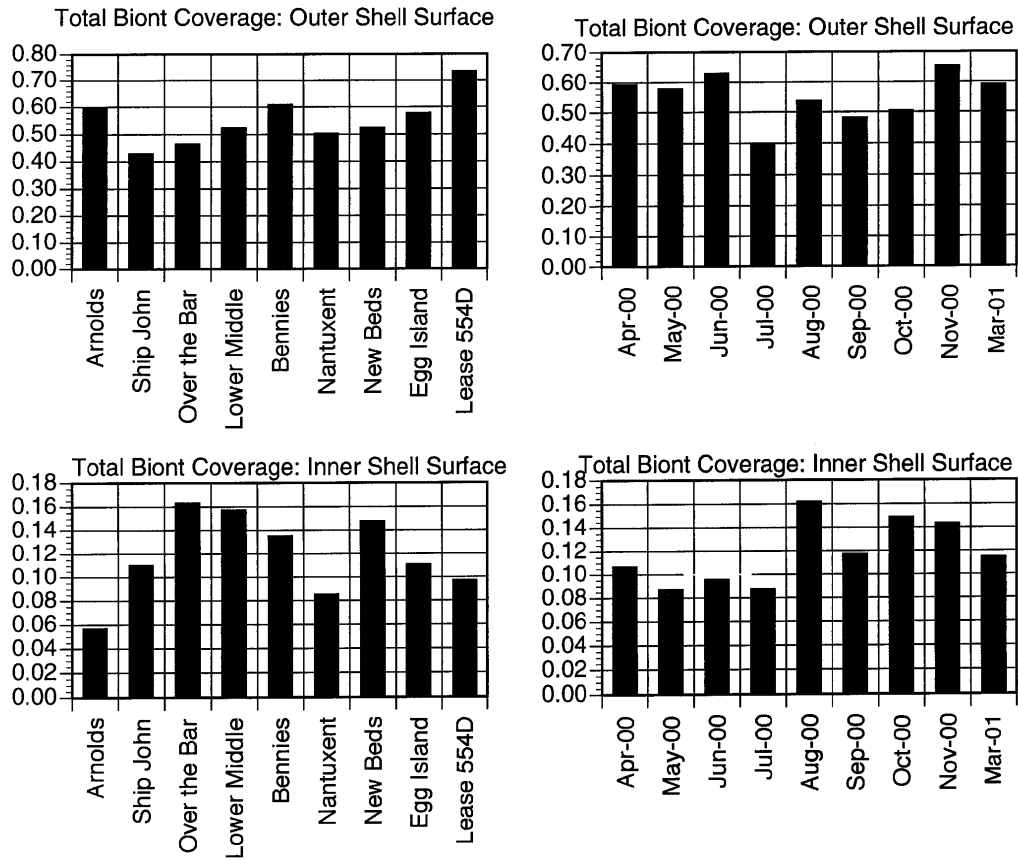 Total Biont Coverage: Outer Shell Surface
0.80
0.70
0.60
0.50
0.40
0.30
0.20
0.10
0.00
Arnolds
Ship John
Over the Bar
Lower Middle
Bennies
Nantuxent
New Beds
Egg Island
Lease 554D
Total Biont Coverage: Outer Shell Surface
0.70
0.60
0.50
0.40
0.30
0.20
0.10
0.00
Apr-00
May-00
Jun-00
Jul-00
Aug-00
Sep-00
Oct-00
Nov-00
Mar-01
Total Biont Coverage: Inner Shell Surface
0.18
0.16
0.14
0.12
0.10
0.08
0.06
0.04
0.02
0.00
Arnolds
Ship John
Over the Bar
Lower Middle
Bennies
Nantuxent
New Beds
Egg Island
Lease 554D
Total Biont Coverage: Inner Shell Surface
0.18
0.16
0.14
0.12
0.10
0.08
0.06
0.04
0.02
0.00
Apr-00
May-00
Jun-00
Jul-00
Aug-00
Sep-00
Oct-00
Nov-00
Mar-01